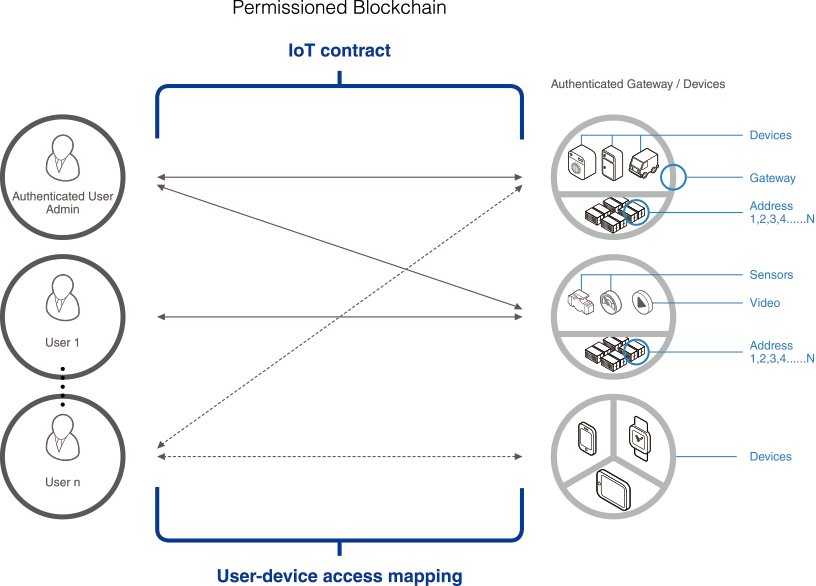 Permissioned Blockchain
IoT contract
Authenticated Gateway / Devices
Authenticated User
Admin
Devices
Gateway
Address
1,2,3,4......N
User 1
Sensors
Video
Address
1,2,3,4......N
User n
Devices
User-device access mapping